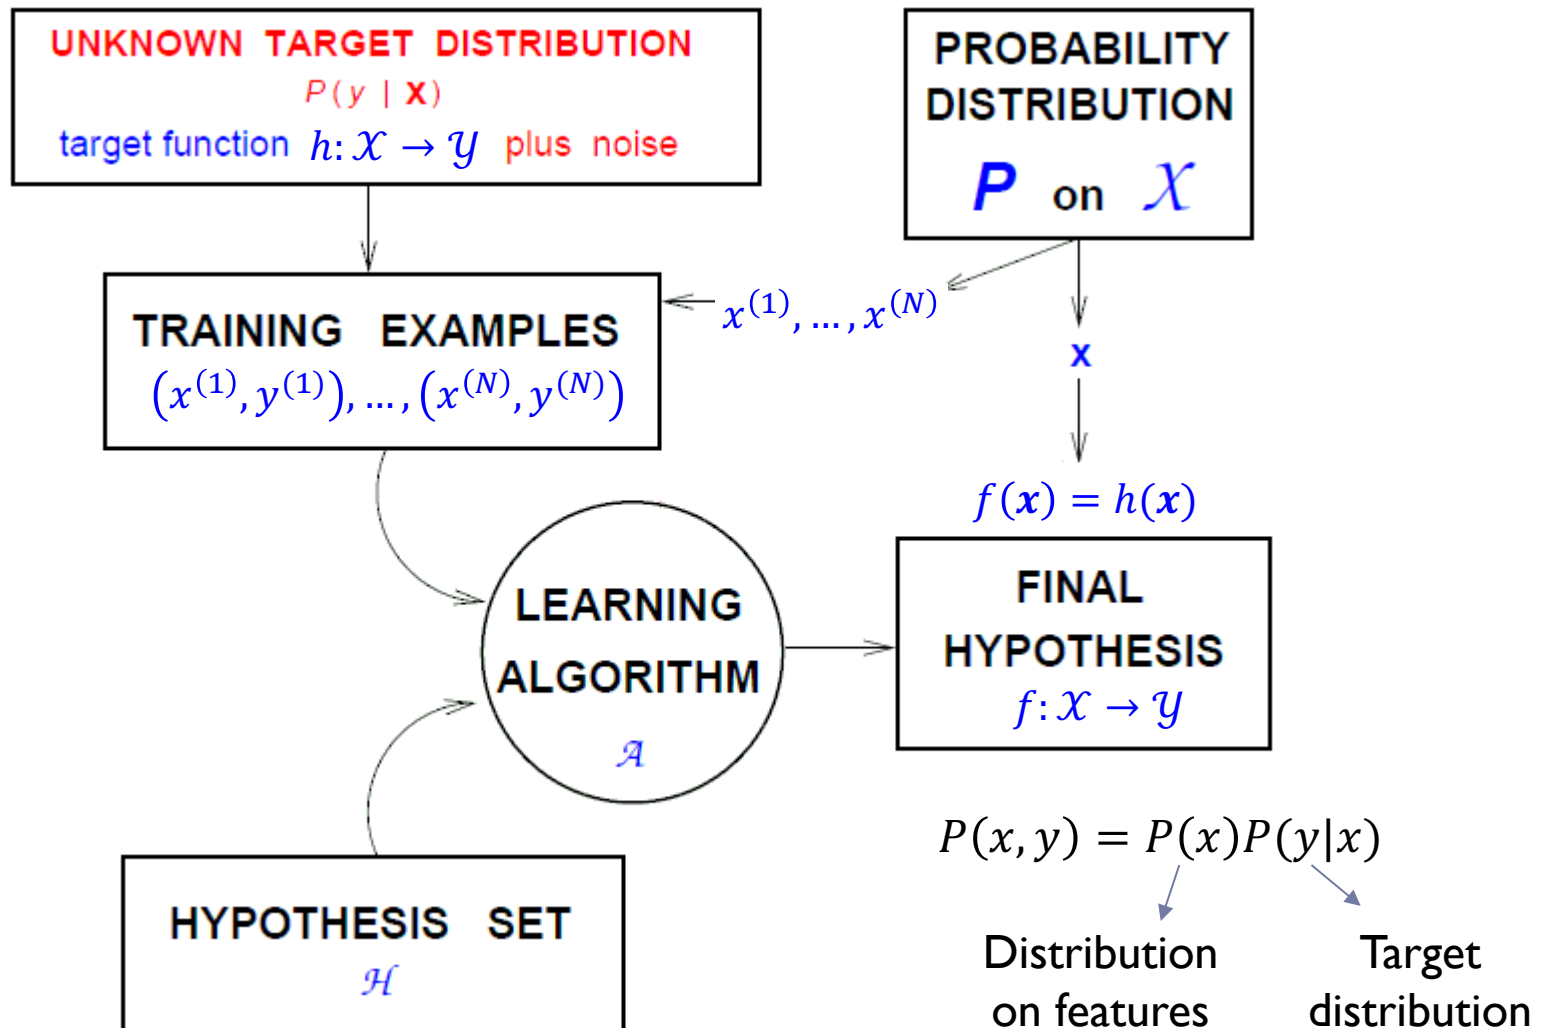 UNKNOWN TARGET DISTRIBUTION
P(y | x)
target function h: 𝒳 → 𝒴 plus noise
PROBABILITY
DISTRIBUTION
P on 𝒳
TRAINING EXAMPLES
(x^(1), y^(1)), …, (x^(N), y^(N))
x^(1), …, x^(N)
x
f(x) = h(x)
LEARNING
ALGORITHM
𝒜
FINAL
HYPOTHESIS
f: 𝒳 → 𝒴
HYPOTHESIS SET
ℋ
P(x, y) = P(x)P(y|x)
Distribution
on features
Target
distribution